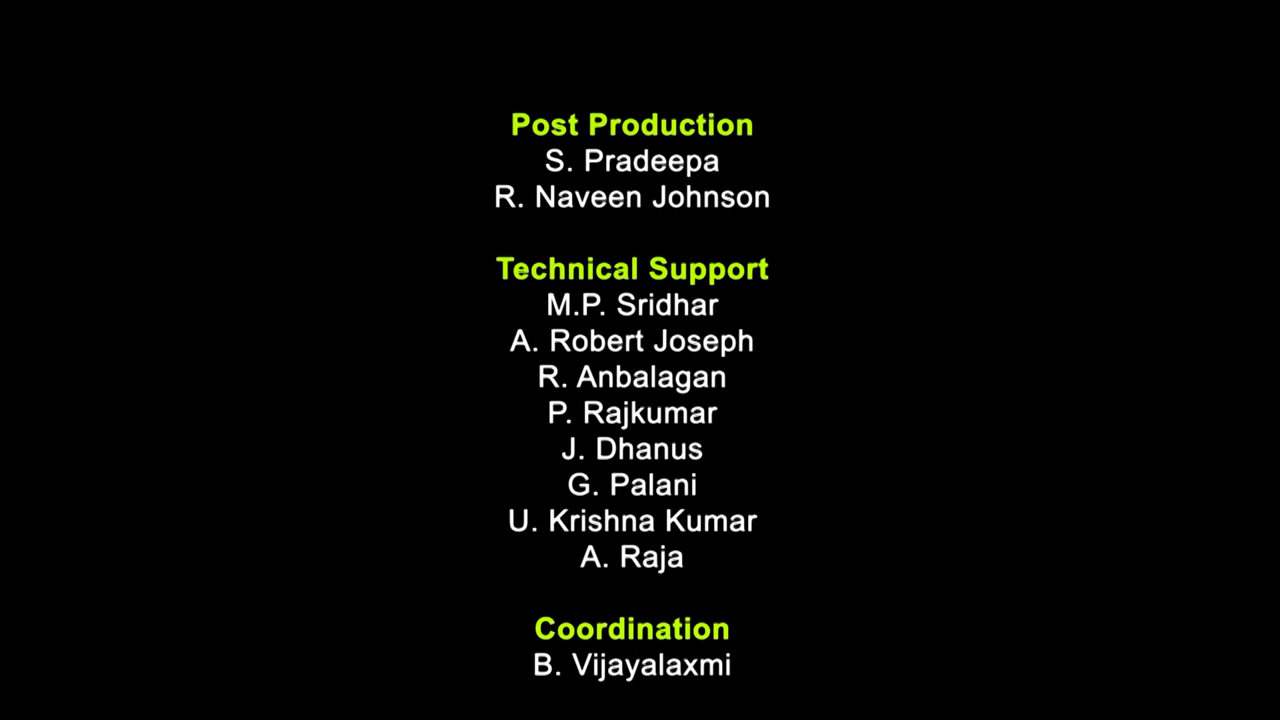 Post Production
S. Pradeepa
R. Naveen Johnson
Technical Support
M.P. Sridhar
A. Robert Joseph
R. Anbalagan
P. Rajkumar
J. Dhanus
G. Palani
U. Krishna Kumar
A. Raja
Coordination
B. Vijayalaxmi